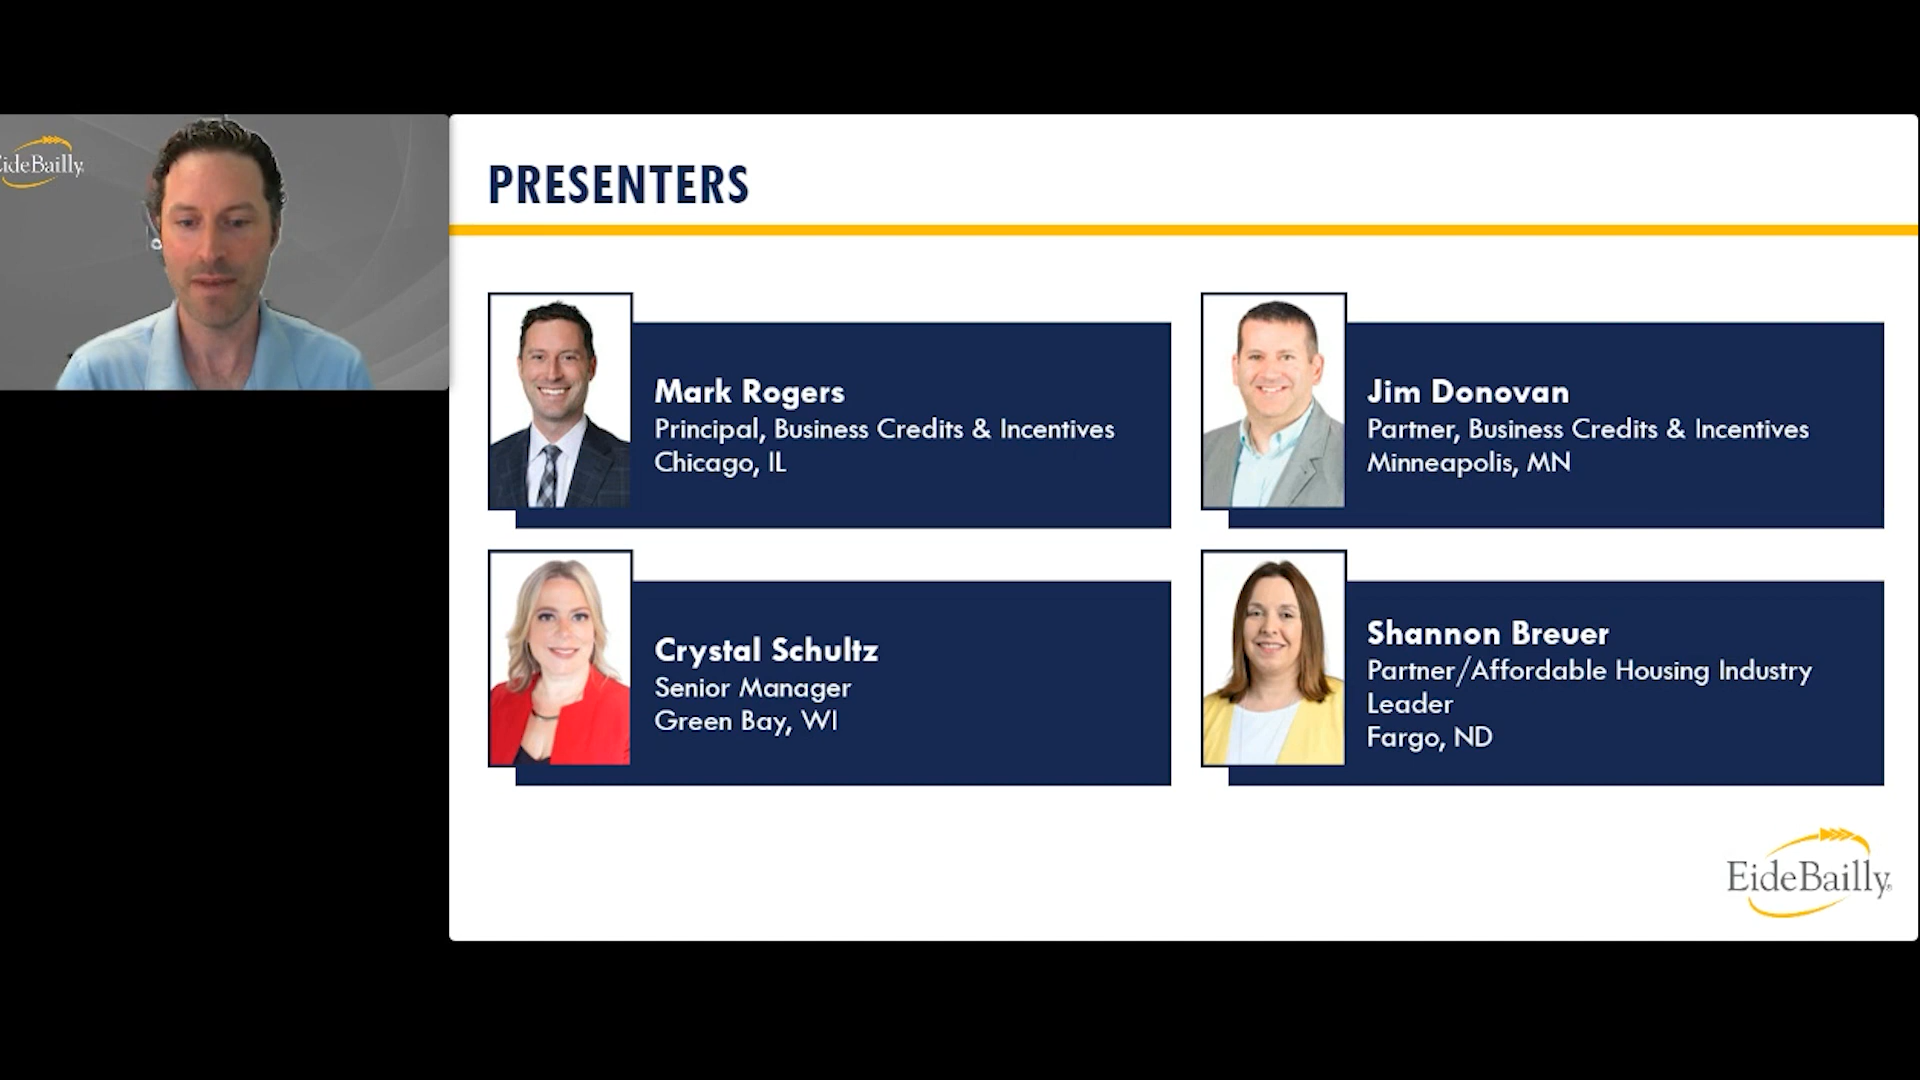 EideBailly
PRESENTERS
Mark Rogers
Principal, Business Credits & Incentives
Chicago, IL
Jim Donovan
Partner, Business Credits & Incentives
Minneapolis, MN
Crystal Schultz
Senior Manager
Green Bay, WI
Shannon Breuer
Partner/Affordable Housing Industry
Leader
Fargo, ND
EideBailly®